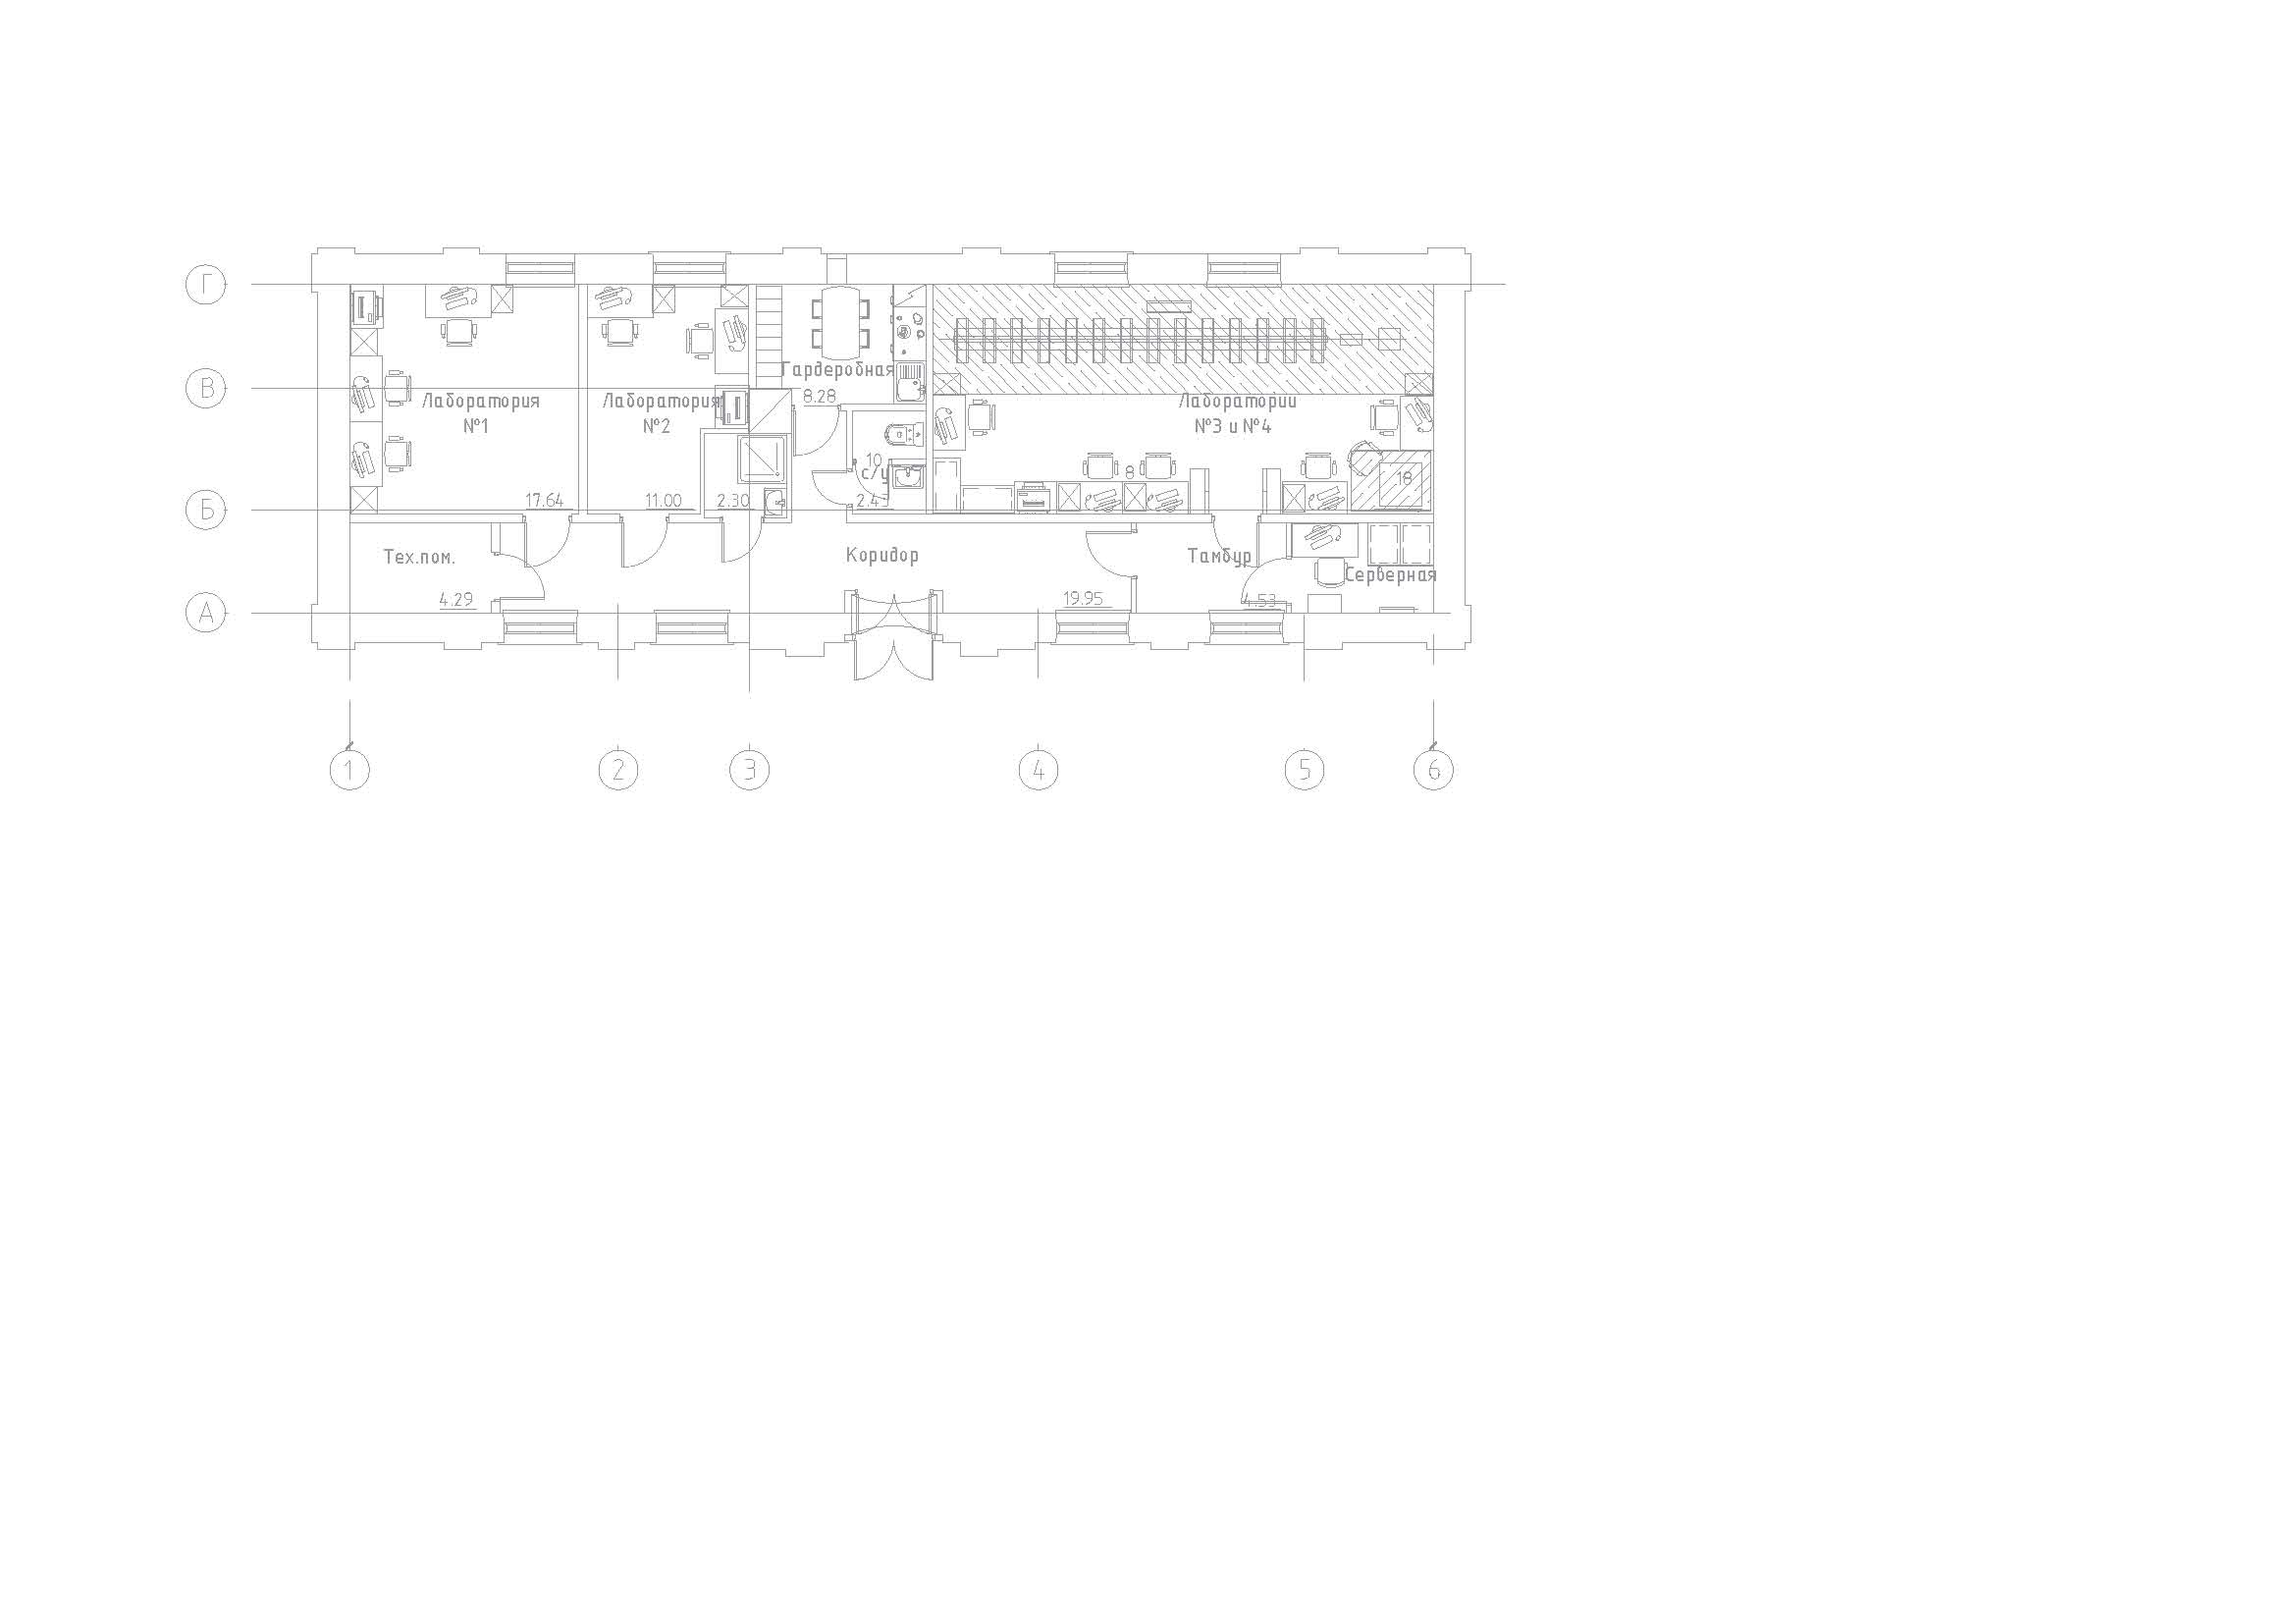 Г
В
Б
А
Гардеробная
8.28
Лаборатория
№1
Лаборатория
№2
Лаборатории
№3 и №4
10
с/у
8
18
17.64
11.00
2.30
2.43
Тех.пом.
Коридор
Тамбур
Серверная
4.29
19.95
4.53
1
2
3
4
5
6